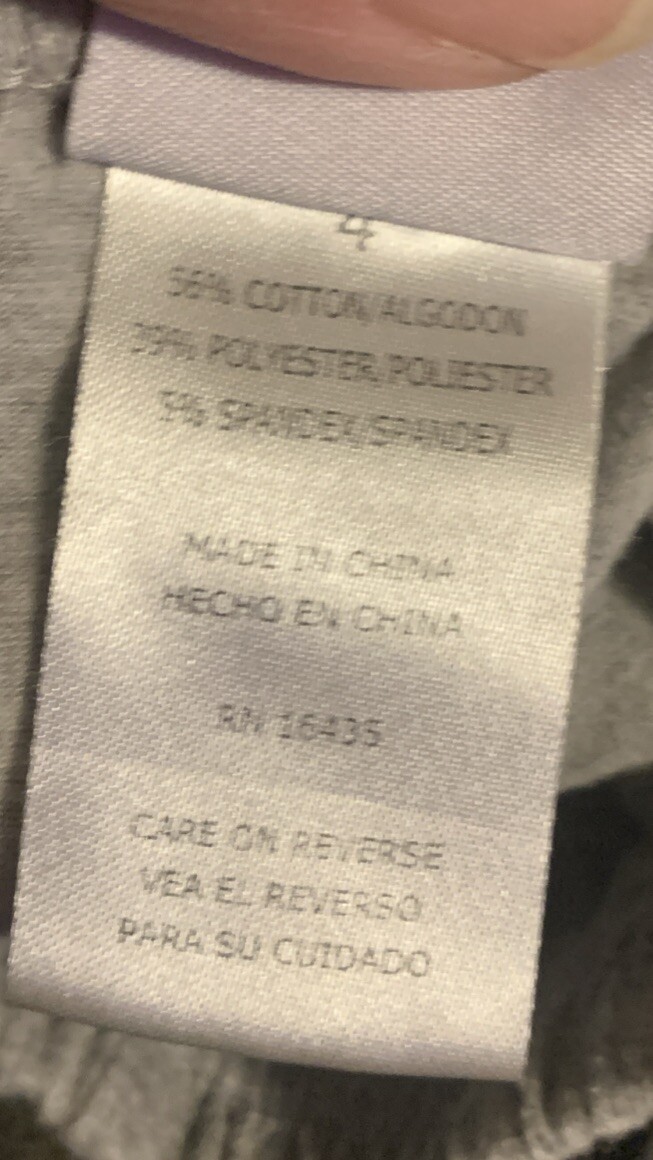 4
56% COTTON/ALGODON
39% POLYESTER/POLIESTER
5% SPANDEX/SPANDEX
MADE IN CHINA
HECHO EN CHINA
RN 16435
CARE ON REVERSE
VEA EL REVERSO
PARA SU CUIDADO